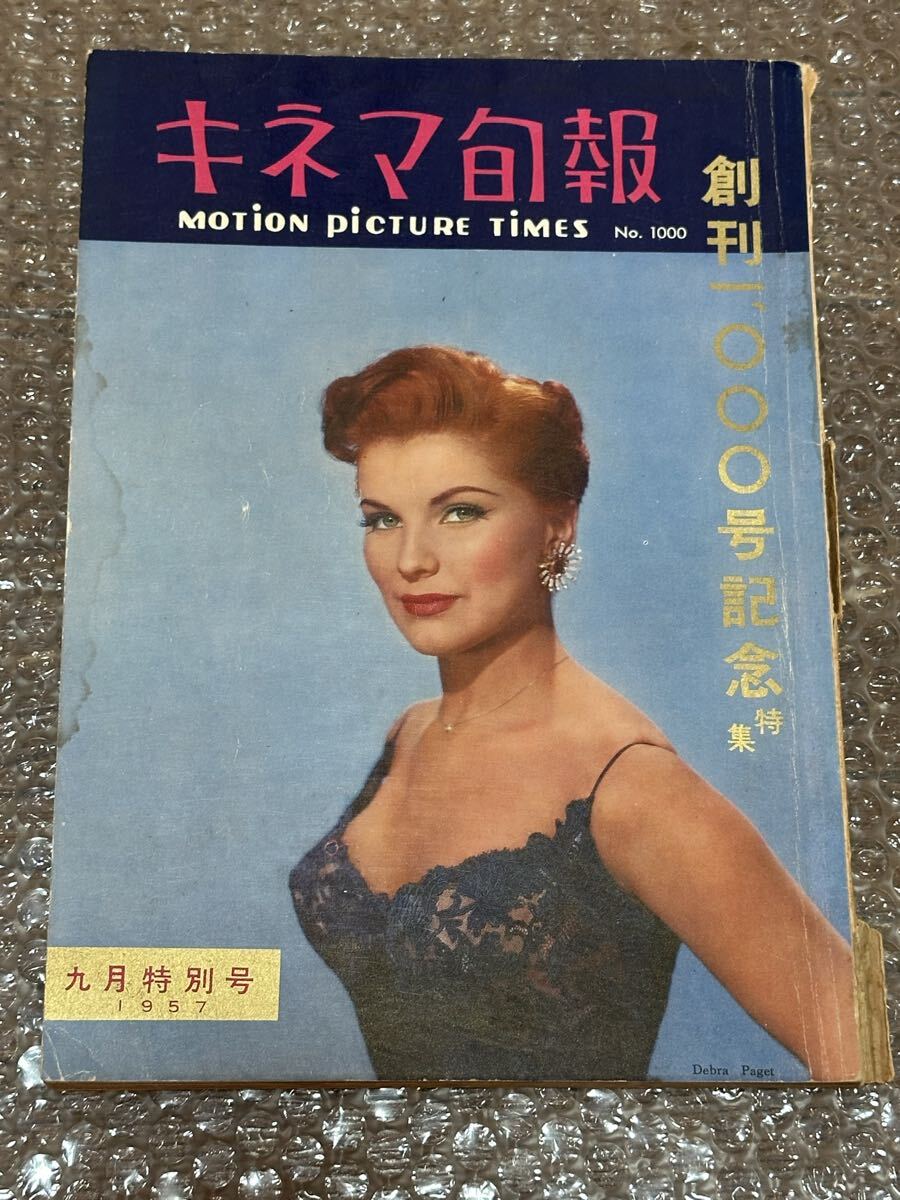 キネマ旬報
MOTION PICTURE TIMES No. 1000
創刊一、〇〇〇号記念特集
九月特別号
1957
Debra Paget